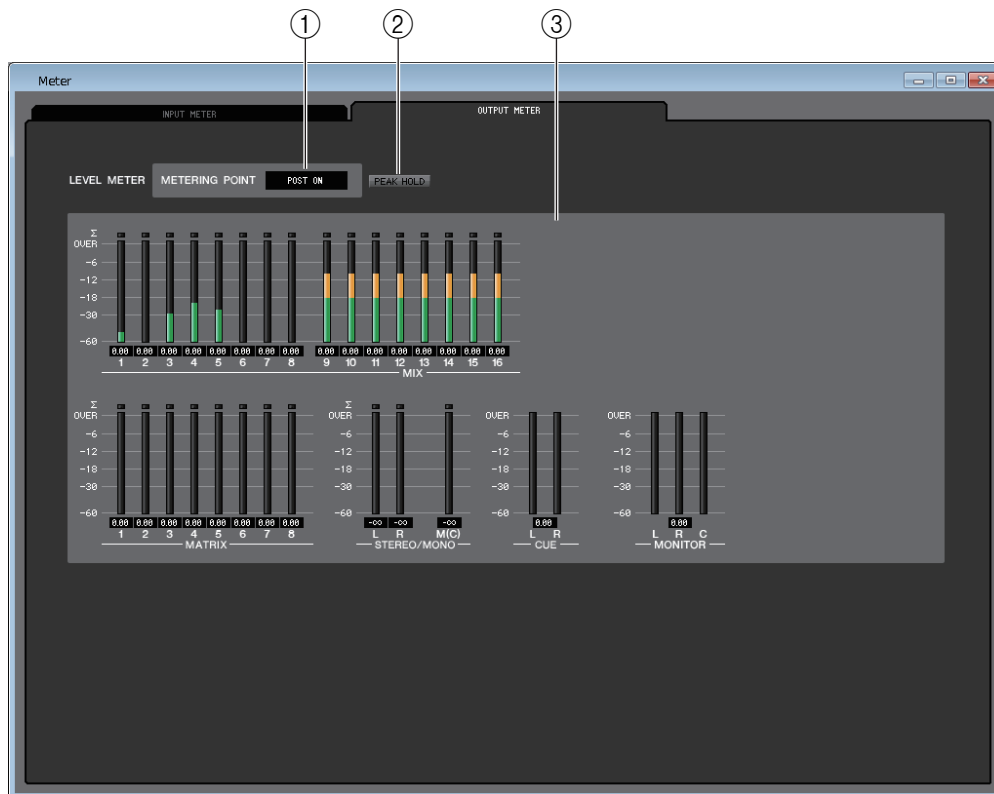 ① ② ③
Meter
INPUT METER OUTPUT METER
LEVEL METER METERING POINT POST ON PEAK HOLD
Σ
OVER
-6
-12
-18
-30
-60
0.00 0.00 0.00 0.00 0.00 0.00 0.00 0.00 0.00 0.00 0.00 0.00 0.00 0.00 0.00 0.00
1 2 3 4 5 6 7 8 9 10 11 12 13 14 15 16
MIX
Σ Σ
OVER OVER OVER OVER
-6 -6 -6 -6
-12 -12 -12 -12
-18 -18 -18 -18
-30 -30 -30 -30
-60 -60 -60 -60
0.00 0.00 0.00 0.00 0.00 0.00 0.00 0.00 -∞ -∞ -∞ 0.00 0.00
1 2 3 4 5 6 7 8 L R M(C) L R L R C
MATRIX STEREO/MONO CUE MONITOR